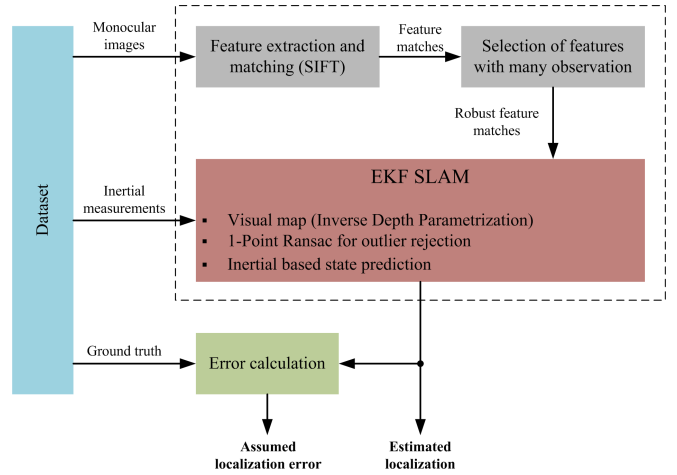 Dataset
Monocular
images
Feature extraction and
matching (SIFT)
Feature
matches
Selection of features
with many observation
Robust feature
matches
Inertial
measurements
EKF SLAM
▪ Visual map (Inverse Depth Parametrization)
▪ 1-Point Ransac for outlier rejection
▪ Inertial based state prediction
Ground truth
Error calculation
Assumed
localization error
Estimated
localization